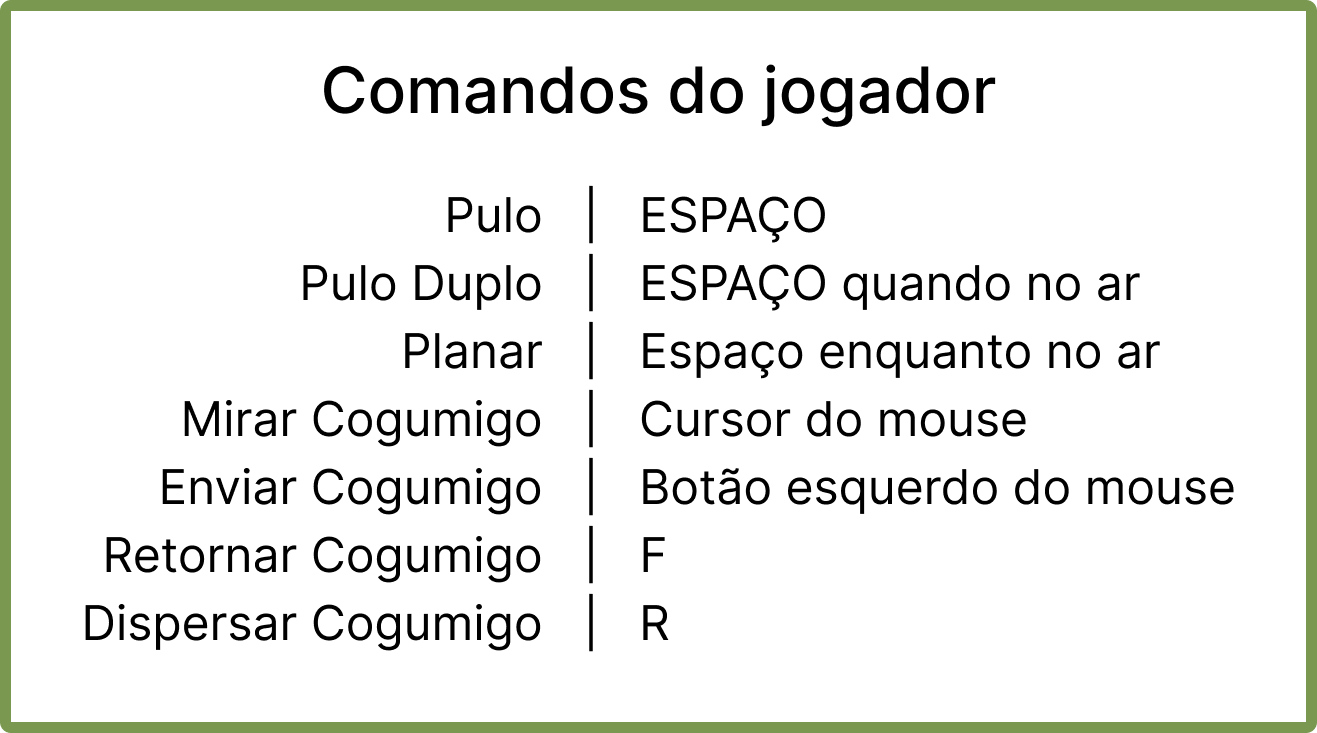 Comandos do jogador
Pulo | ESPAÇO
Pulo Duplo | ESPAÇO quando no ar
Planar | Espaço enquanto no ar
Mirar Cogumigo | Cursor do mouse
Enviar Cogumigo | Botão esquerdo do mouse
Retornar Cogumigo | F
Dispersar Cogumigo | R